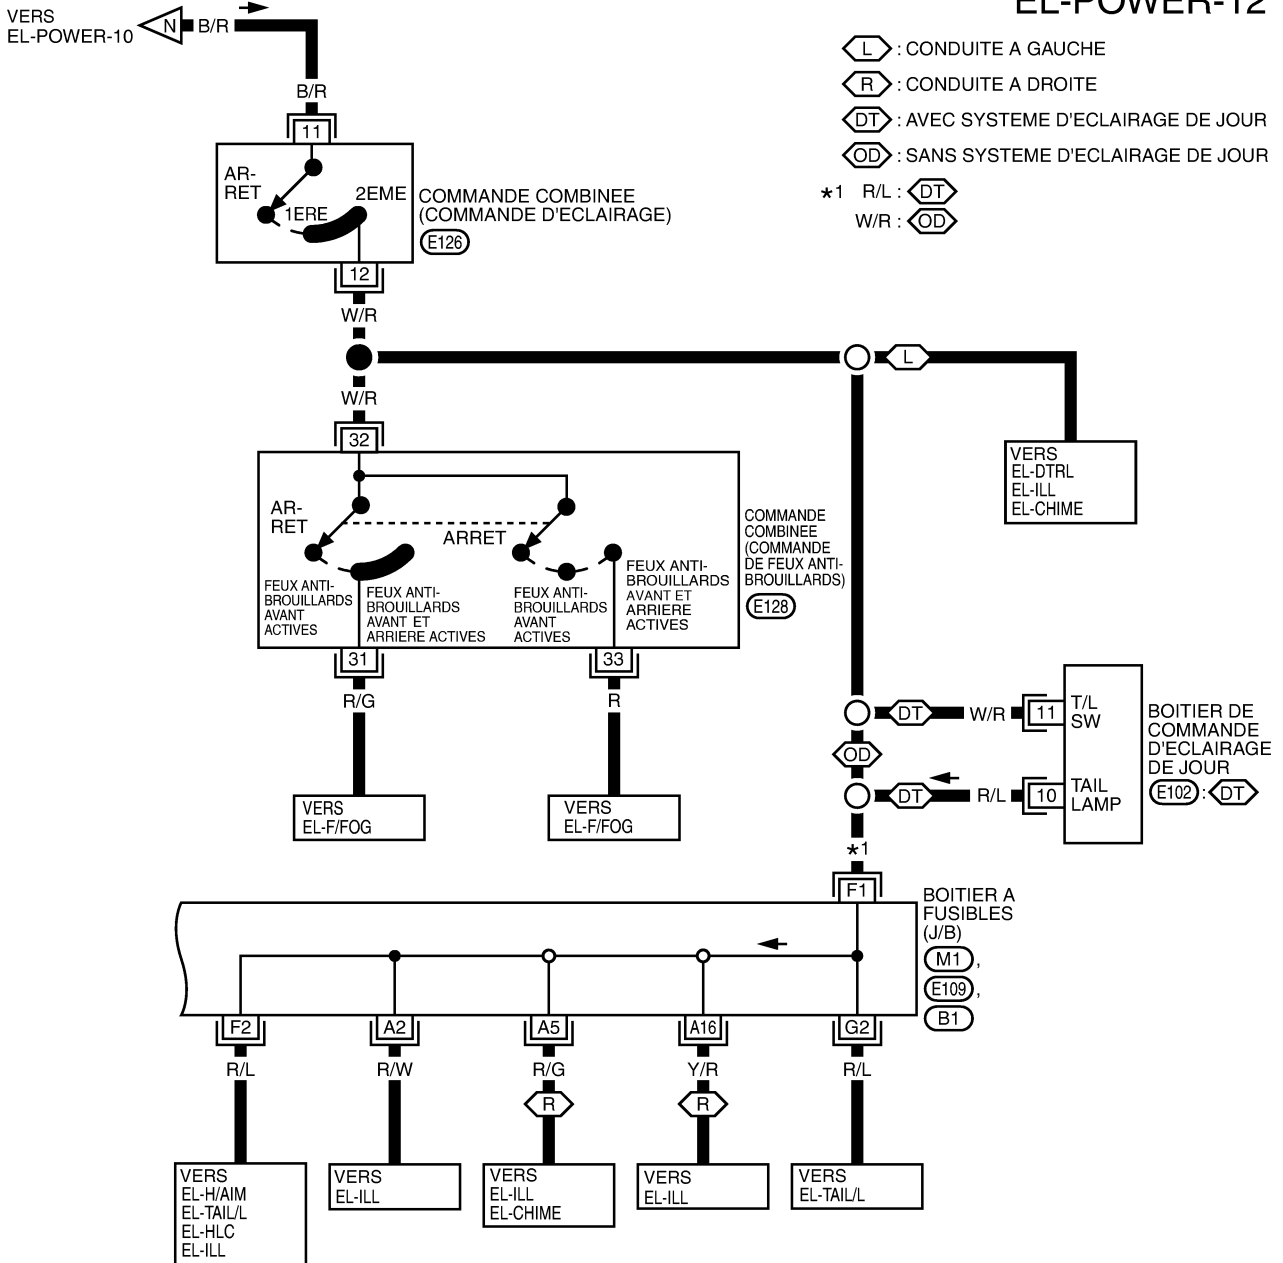 EL-POWER-12
VERS
EL-POWER-10
N
B/R
L : CONDUITE A GAUCHE
R : CONDUITE A DROITE
DT : AVEC SYSTEME D'ECLAIRAGE DE JOUR
OD : SANS SYSTEME D'ECLAIRAGE DE JOUR
*1 R/L : DT
W/R : OD
B/R
11
AR-
RET
1ERE
2EME
COMMANDE COMBINEE
(COMMANDE D'ECLAIRAGE)
E126
12
W/R
L
W/R
32
VERS
EL-DTRL
EL-ILL
EL-CHIME
AR-
RET
ARRET
FEUX ANTI-
BROUILLARDS
AVANT
ACTIVES
FEUX ANTI-
BROUILLARDS
AVANT ET
ARRIERE ACTIVES
FEUX ANTI-
BROUILLARDS
AVANT
ACTIVES
FEUX ANTI-
BROUILLARDS
AVANT ET
ARRIERE
ACTIVES
COMMANDE
COMBINEE
(COMMANDE
DE FEUX ANTI-
BROUILLARDS)
E128
31
33
R/G
R
VERS
EL-F/FOG
VERS
EL-F/FOG
DT
W/R
11
T/L
SW
OD
DT
R/L
10
TAIL
LAMP
BOITIER DE
COMMANDE
D'ECLAIRAGE
DE JOUR
E102 : DT
*1
F1
BOITIER A
FUSIBLES
(J/B)
M1 ,
E109 ,
B1
F2
A2
A5
A16
G2
R/L
R/W
R/G
Y/R
R/L
R
R
VERS
EL-H/AIM
EL-TAIL/L
EL-HLC
EL-ILL
VERS
EL-ILL
VERS
EL-ILL
EL-CHIME
VERS
EL-ILL
VERS
EL-TAIL/L